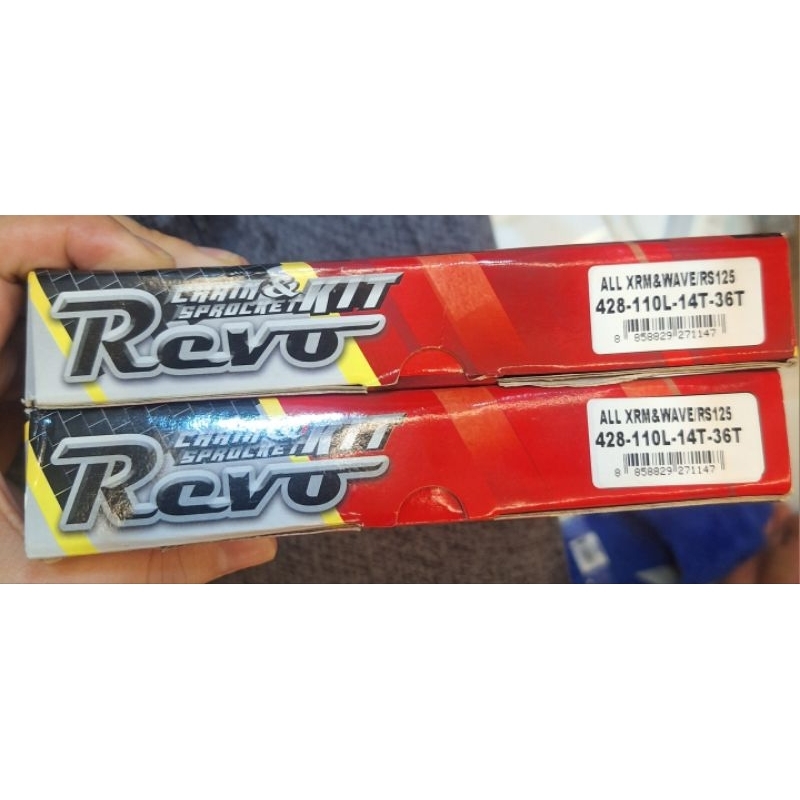 CHAIN &
SPROCKET KIT
Revo
ALL XRM&WAVE/RS125
428-110L-14T-36T
8 858829 271147
CHAIN &
SPROCKET KIT
Revo
ALL XRM&WAVE/RS125
428-110L-14T-36T
8 858829 271147